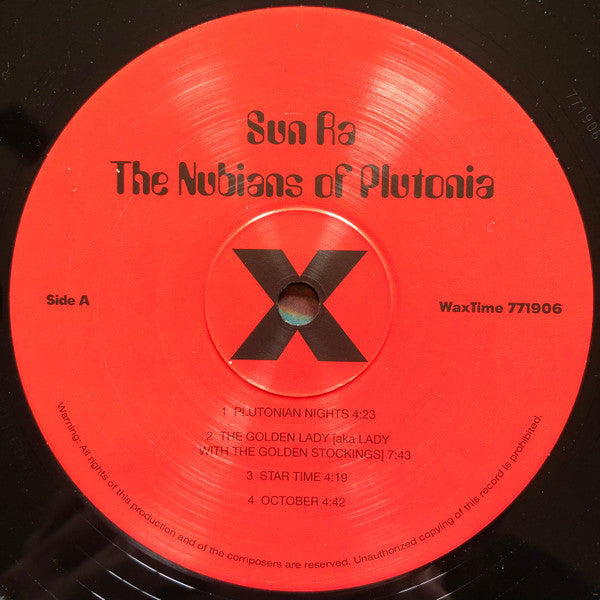 Sun Ra
The Nubians of Plutonia
X
Side A
WaxTime 771906
1 PLUTONIAN NIGHTS 4:23
2 THE GOLDEN LADY [aka LADY
WITH THE GOLDEN STOCKINGS] 7:43
3 STAR TIME 4:19
4 OCTOBER 4:42
Warning: All rights of this production and of the composers are reserved. Unauthorized copying of this record is prohibited.
771906